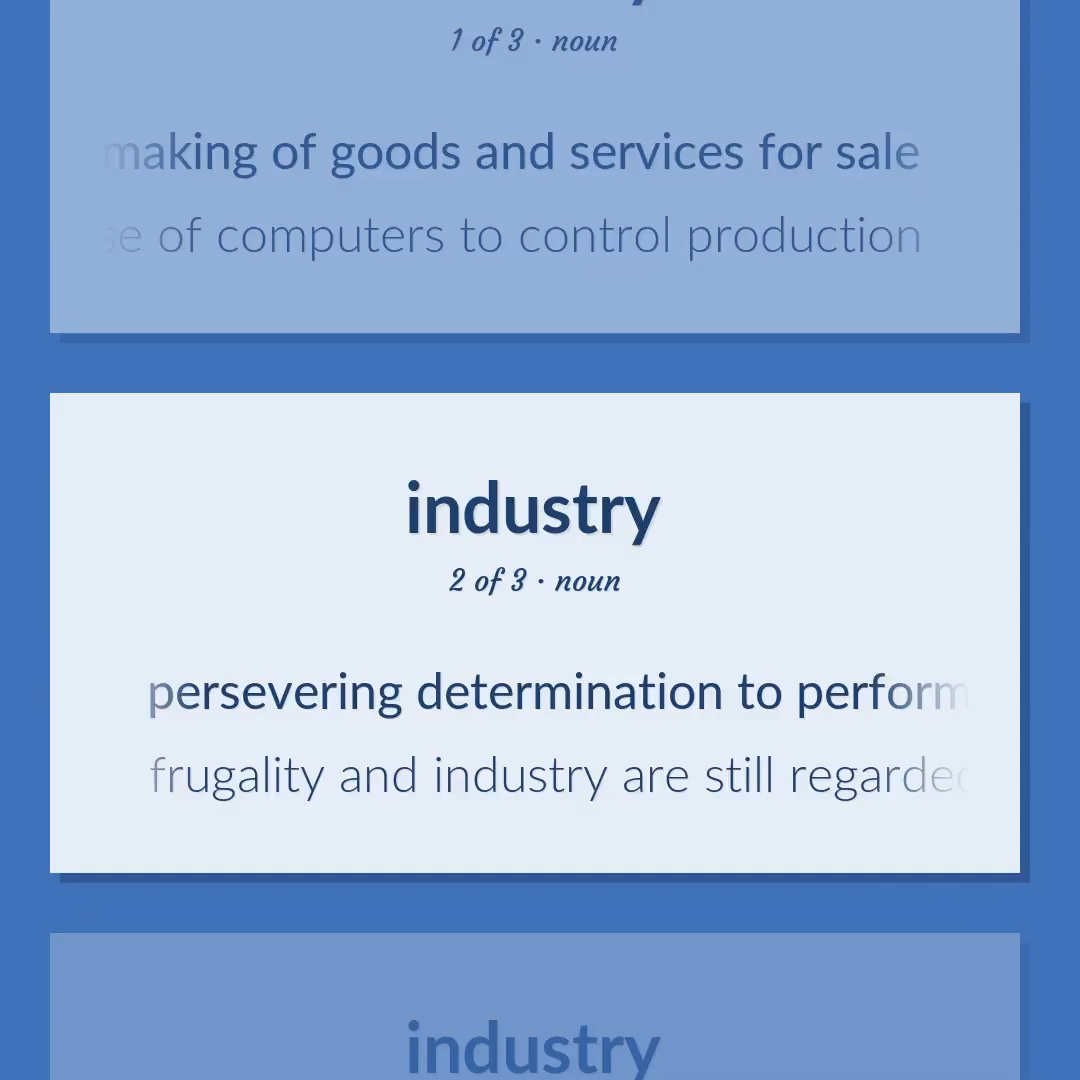 1 of 3 · noun
making of goods and services for sale
of computers to control production
industry
2 of 3 · noun
persevering determination to perform
frugality and industry are still regarded
industry